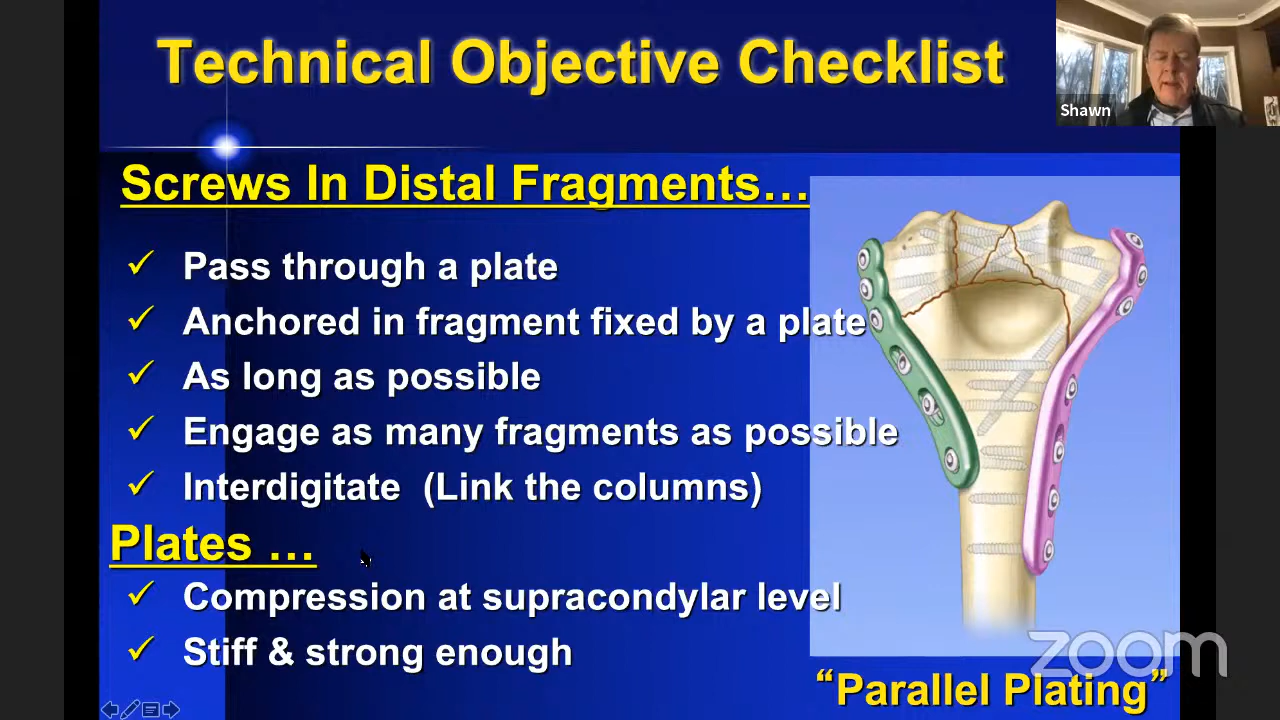 Technical Objective Checklist
Shawn
Screws In Distal Fragments…
✓ Pass through a plate
✓ Anchored in fragment fixed by a plate
✓ As long as possible
✓ Engage as many fragments as possible
✓ Interdigitate (Link the columns)
Plates …
✓ Compression at supracondylar level
✓ Stiff & strong enough
zoom
“Parallel Plating”